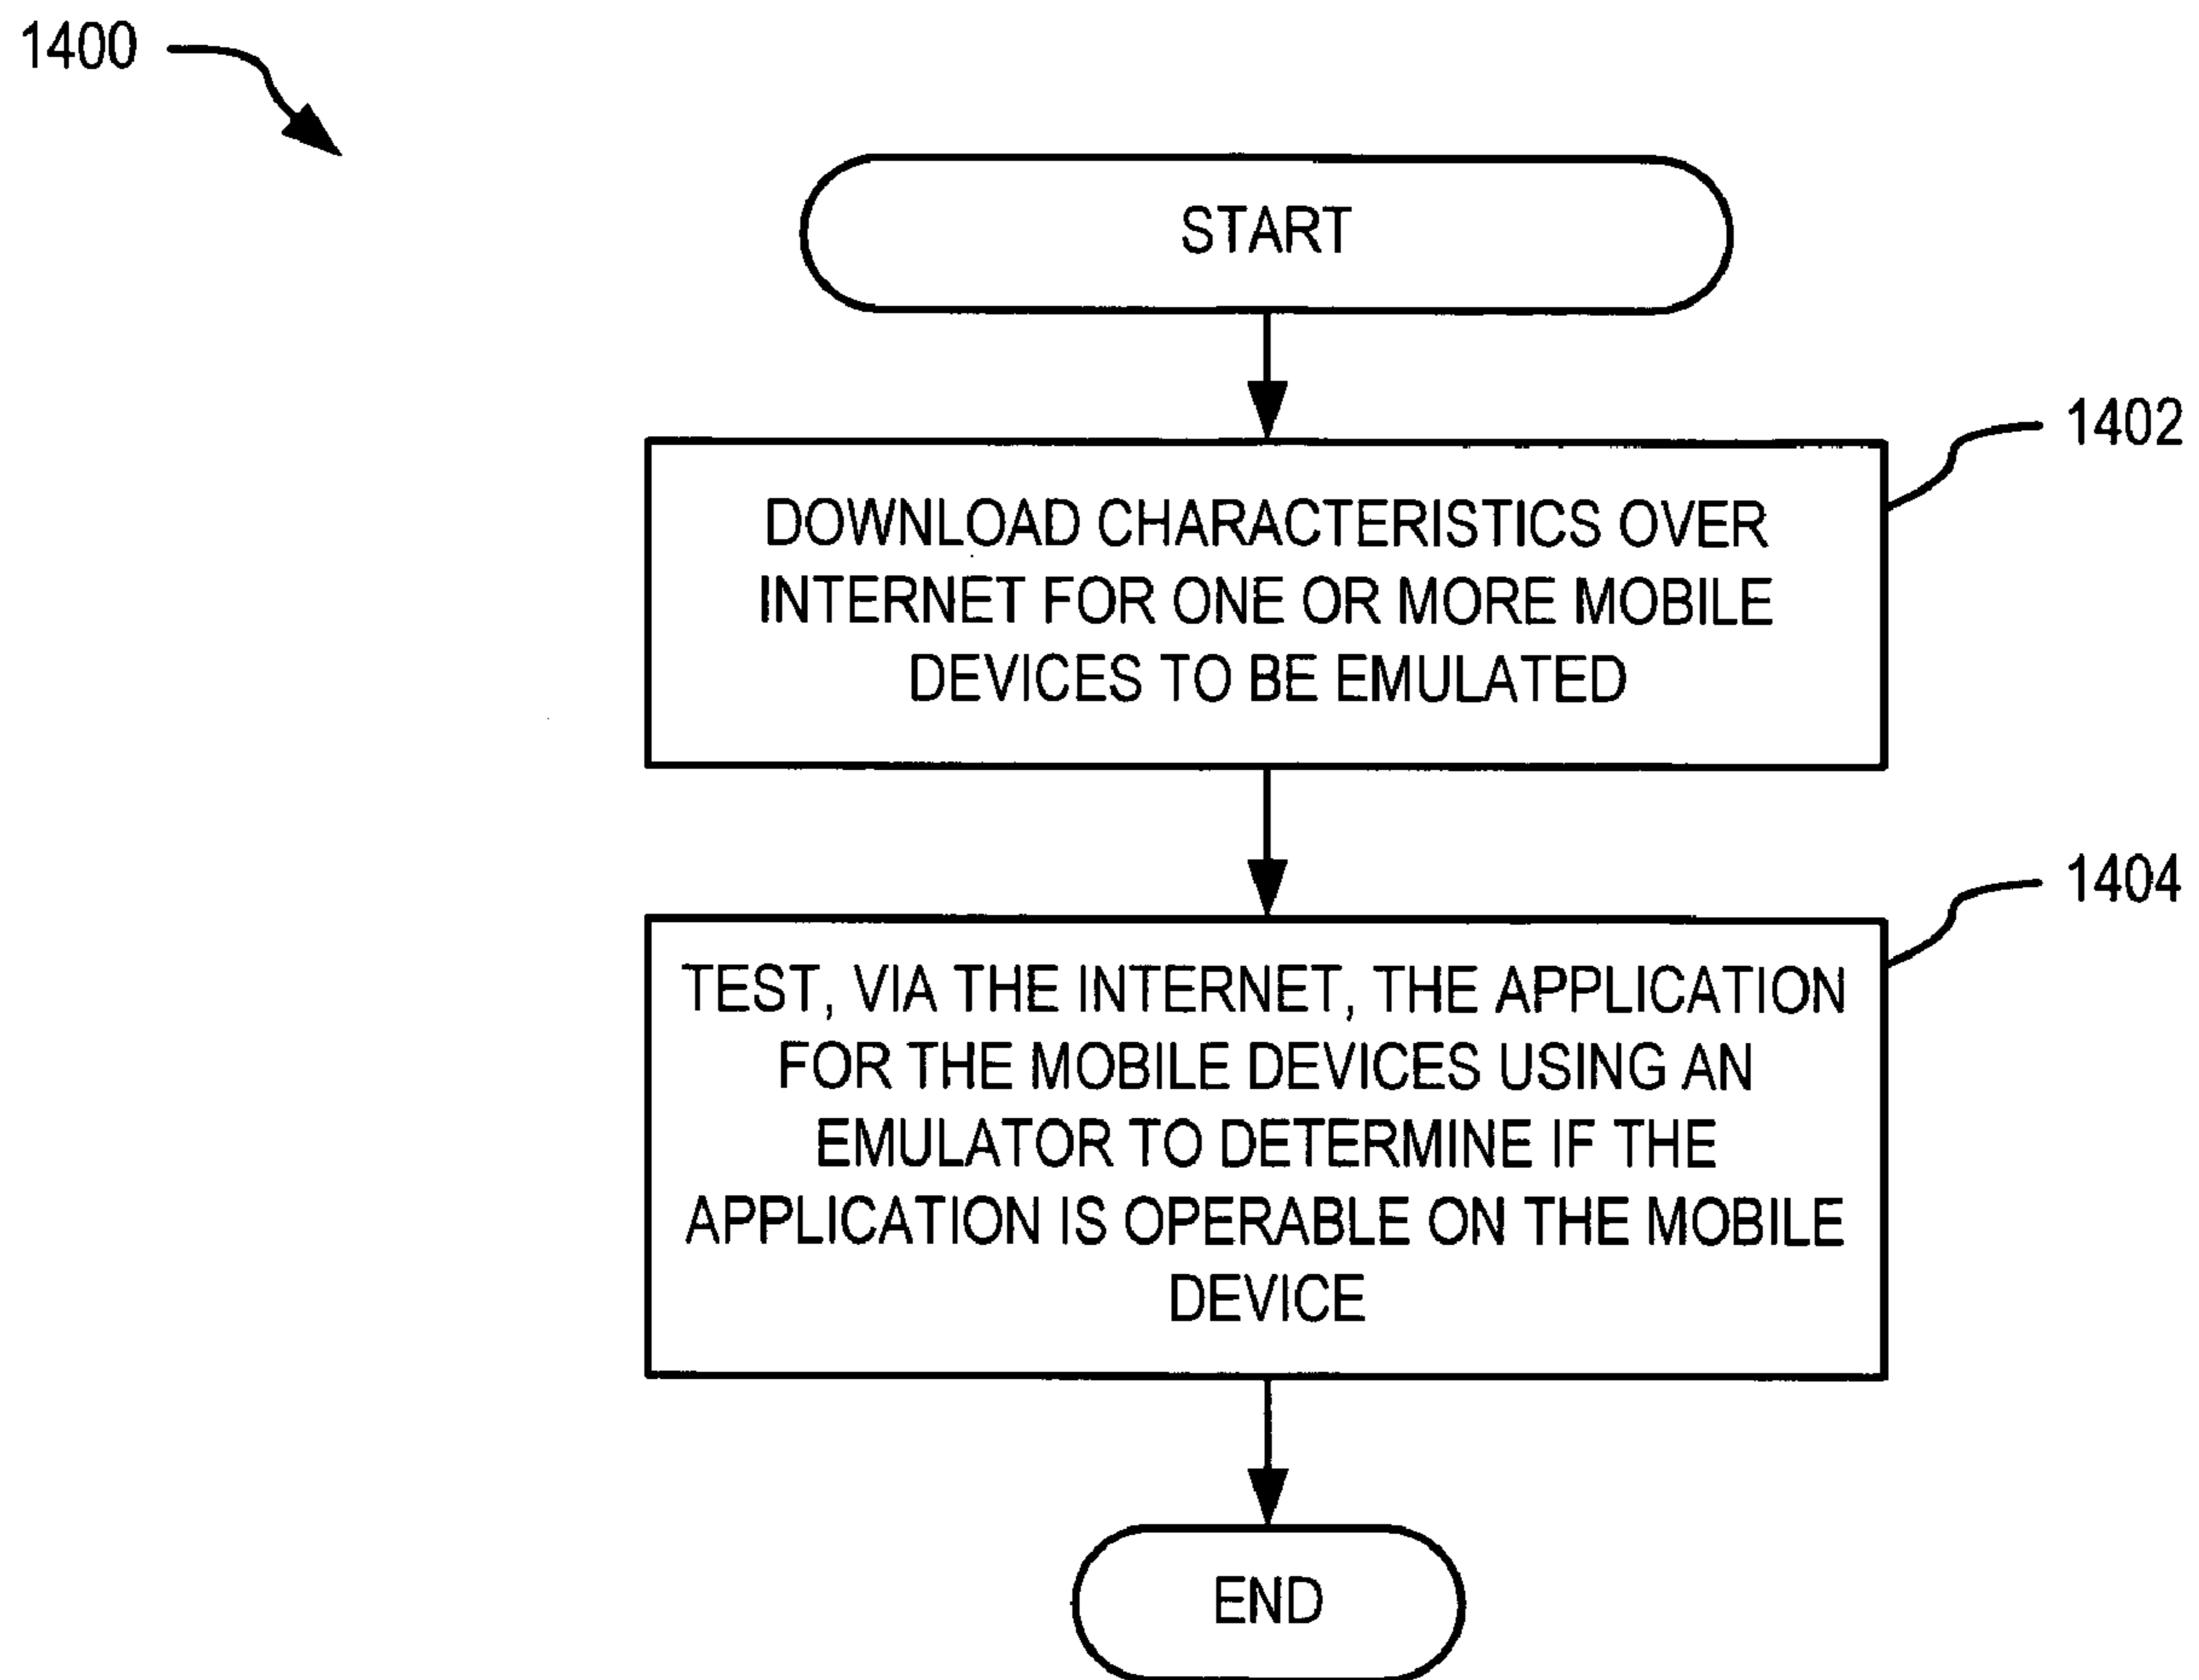 1400
START
1402
DOWNLOAD CHARACTERISTICS OVER
INTERNET FOR ONE OR MORE MOBILE
DEVICES TO BE EMULATED
1404
TEST, VIA THE INTERNET, THE APPLICATION
FOR THE MOBILE DEVICES USING AN
EMULATOR TO DETERMINE IF THE
APPLICATION IS OPERABLE ON THE MOBILE
DEVICE
END